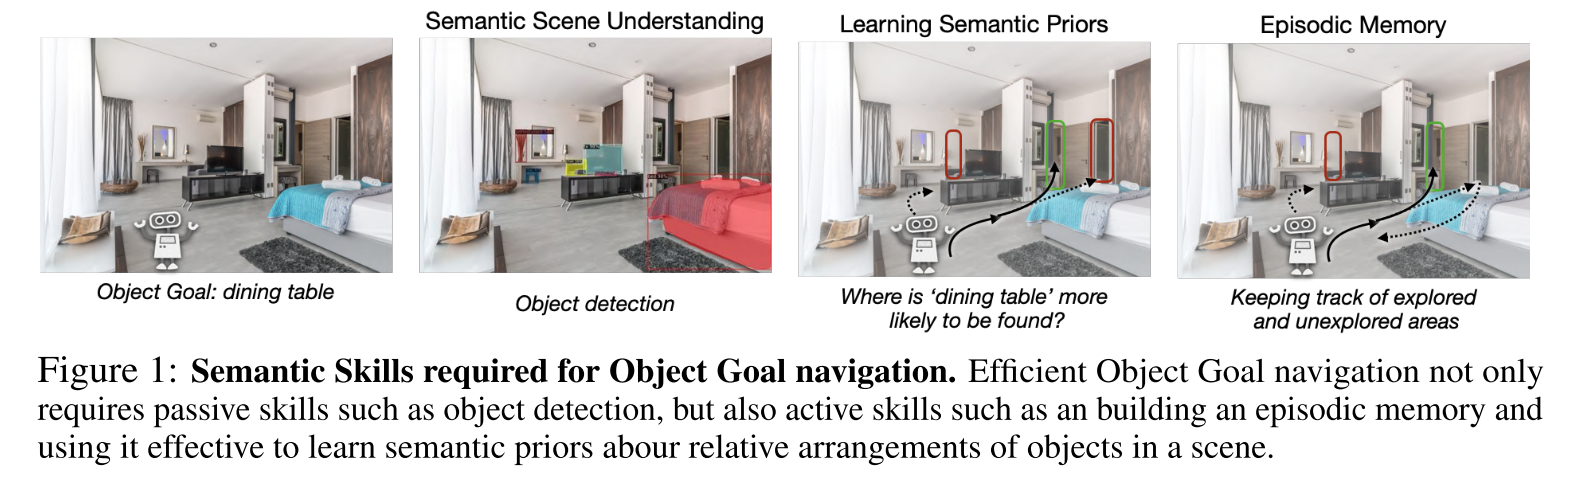 Semantic Scene Understanding
Learning Semantic Priors
Episodic Memory
Object Goal: dining table
Object detection
Where is ‘dining table’ more
likely to be found?
Keeping track of explored
and unexplored areas
Figure 1: Semantic Skills required for Object Goal navigation. Efficient Object Goal navigation not only
requires passive skills such as object detection, but also active skills such as an building an episodic memory and
using it effective to learn semantic priors abour relative arrangements of objects in a scene.